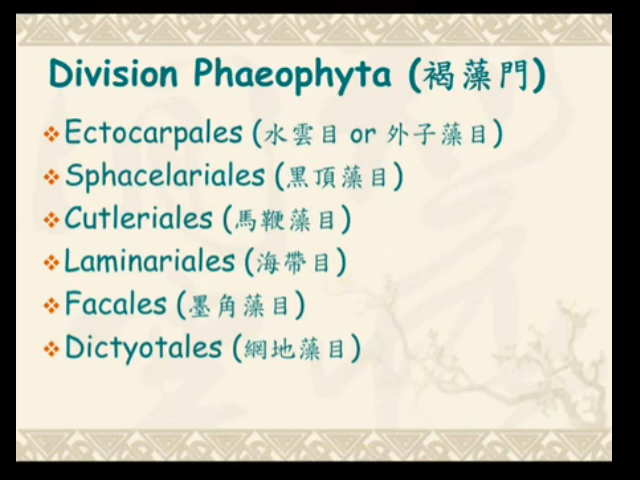 Division Phaeophyta (褐藻門)
Ectocarpales (水雲目 or 外子藻目)
Sphacelariales (黑頂藻目)
Cutleriales (馬鞭藻目)
Laminariales (海帶目)
Facales (墨角藻目)
Dictyotales (網地藻目)